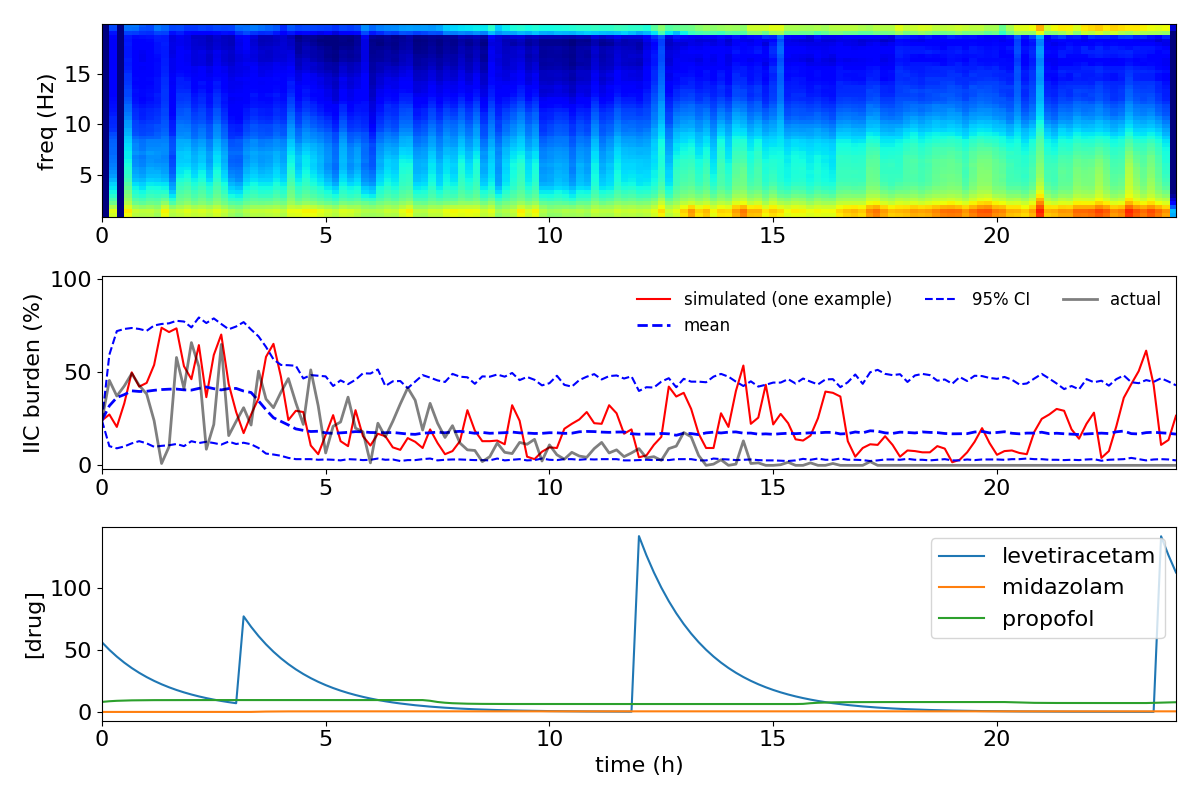 freq (Hz)
15
10
5
0 5 10 15 20
IIC burden (%)
100
50
0
simulated (one example)
mean
95% CI
actual
0 5 10 15 20
[drug]
100
50
0
levetiracetam
midazolam
propofol
0 5 10 15 20
time (h)